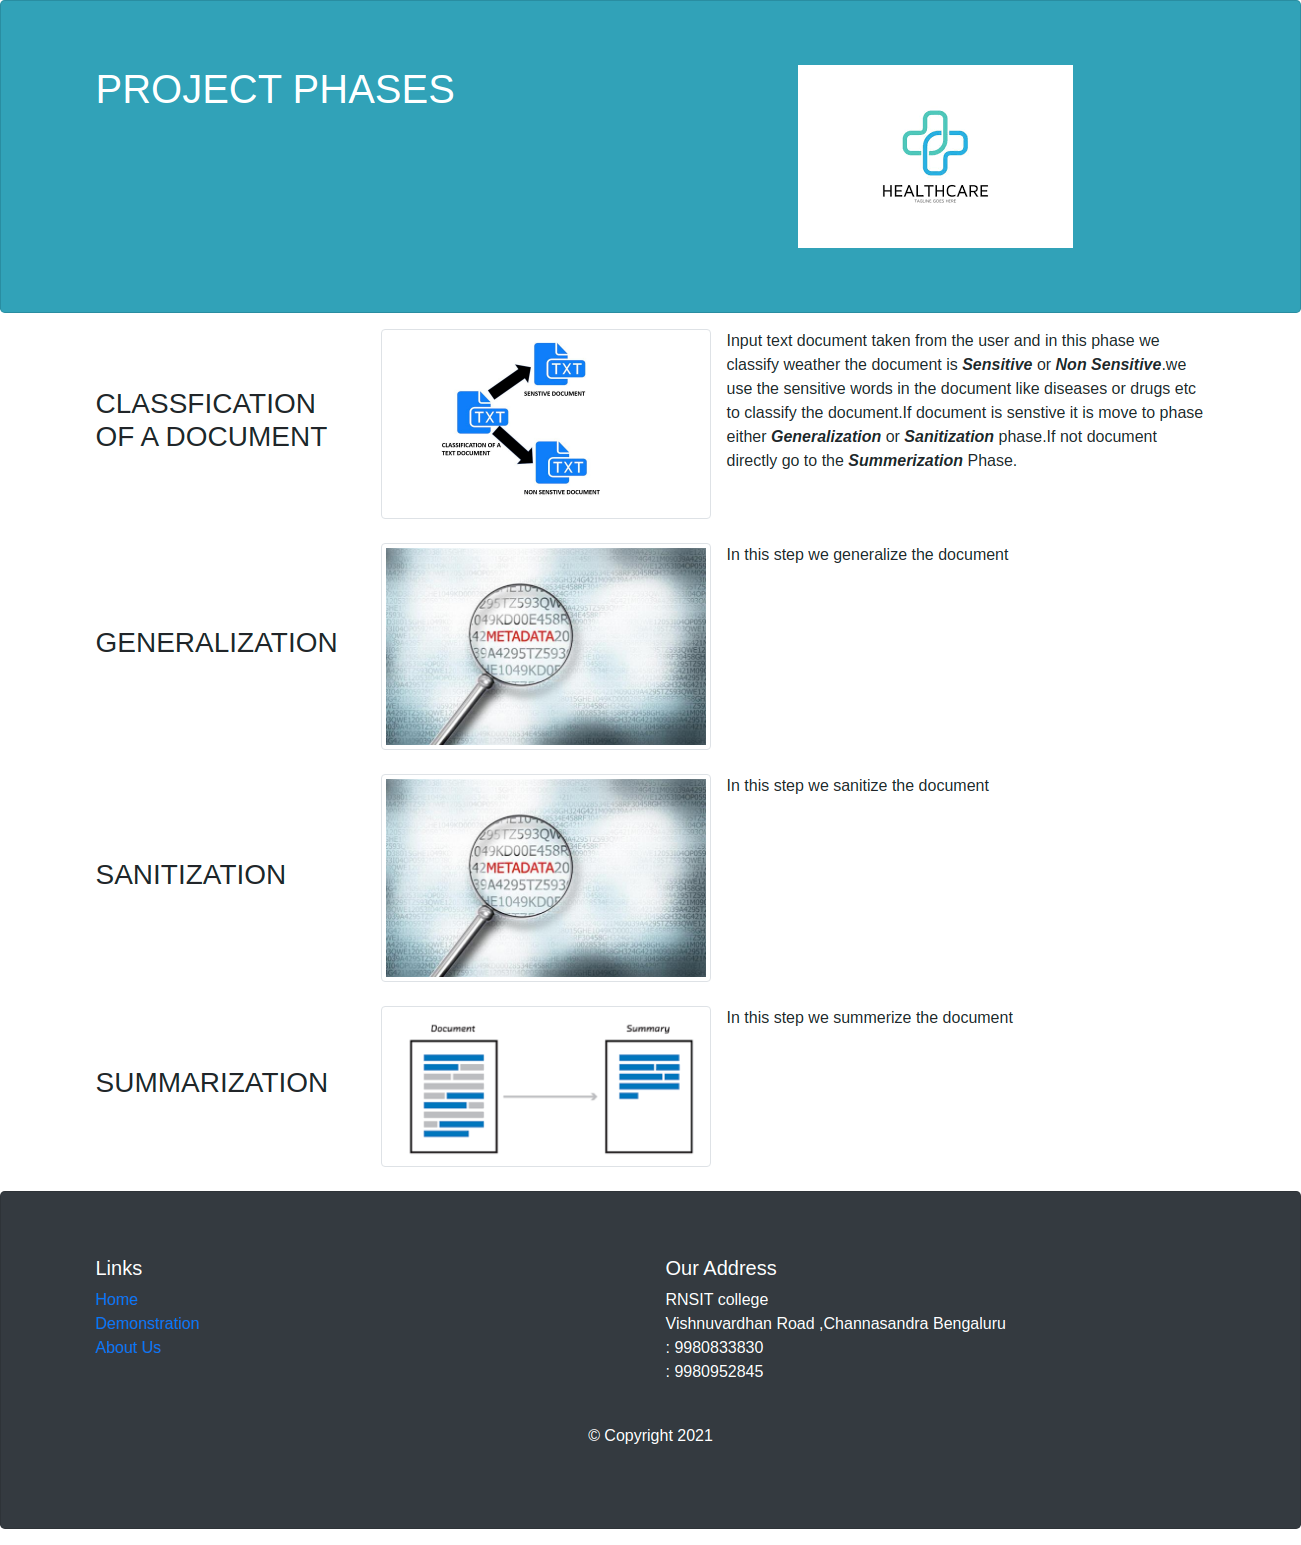 PROJECT PHASES
HEALTHCARE
TAGLINE GOES HERE
CLASSFICATION
OF A DOCUMENT
TXT
SENSTIVE DOCUMENT
TXT
CLASSIFICATION OF A
TEXT DOCUMENT
TXT
NON SENSTIVE DOCUMENT
Input text document taken from the user and in this phase we
classify weather the document is Sensitive or Non Sensitive.we
use the sensitive words in the document like diseases or drugs etc
to classify the document.If document is senstive it is move to phase
either Generalization or Sanitization phase.If not document
directly go to the Summerization Phase.
GENERALIZATION
295TZ593QW
049KD00E458R
42METADATA20
39A4295TZ593
HE1049KD0F
In this step we generalize the document
SANITIZATION
295TZ593QW
049KD00E458R
42METADATA20
39A4295TZ593
HE1049KD0F
In this step we sanitize the document
SUMMARIZATION
Document
Summary
In this step we summerize the document
Links
Home
Demonstration
About Us
Our Address
RNSIT college
Vishnuvardhan Road ,Channasandra Bengaluru
: 9980833830
: 9980952845
© Copyright 2021